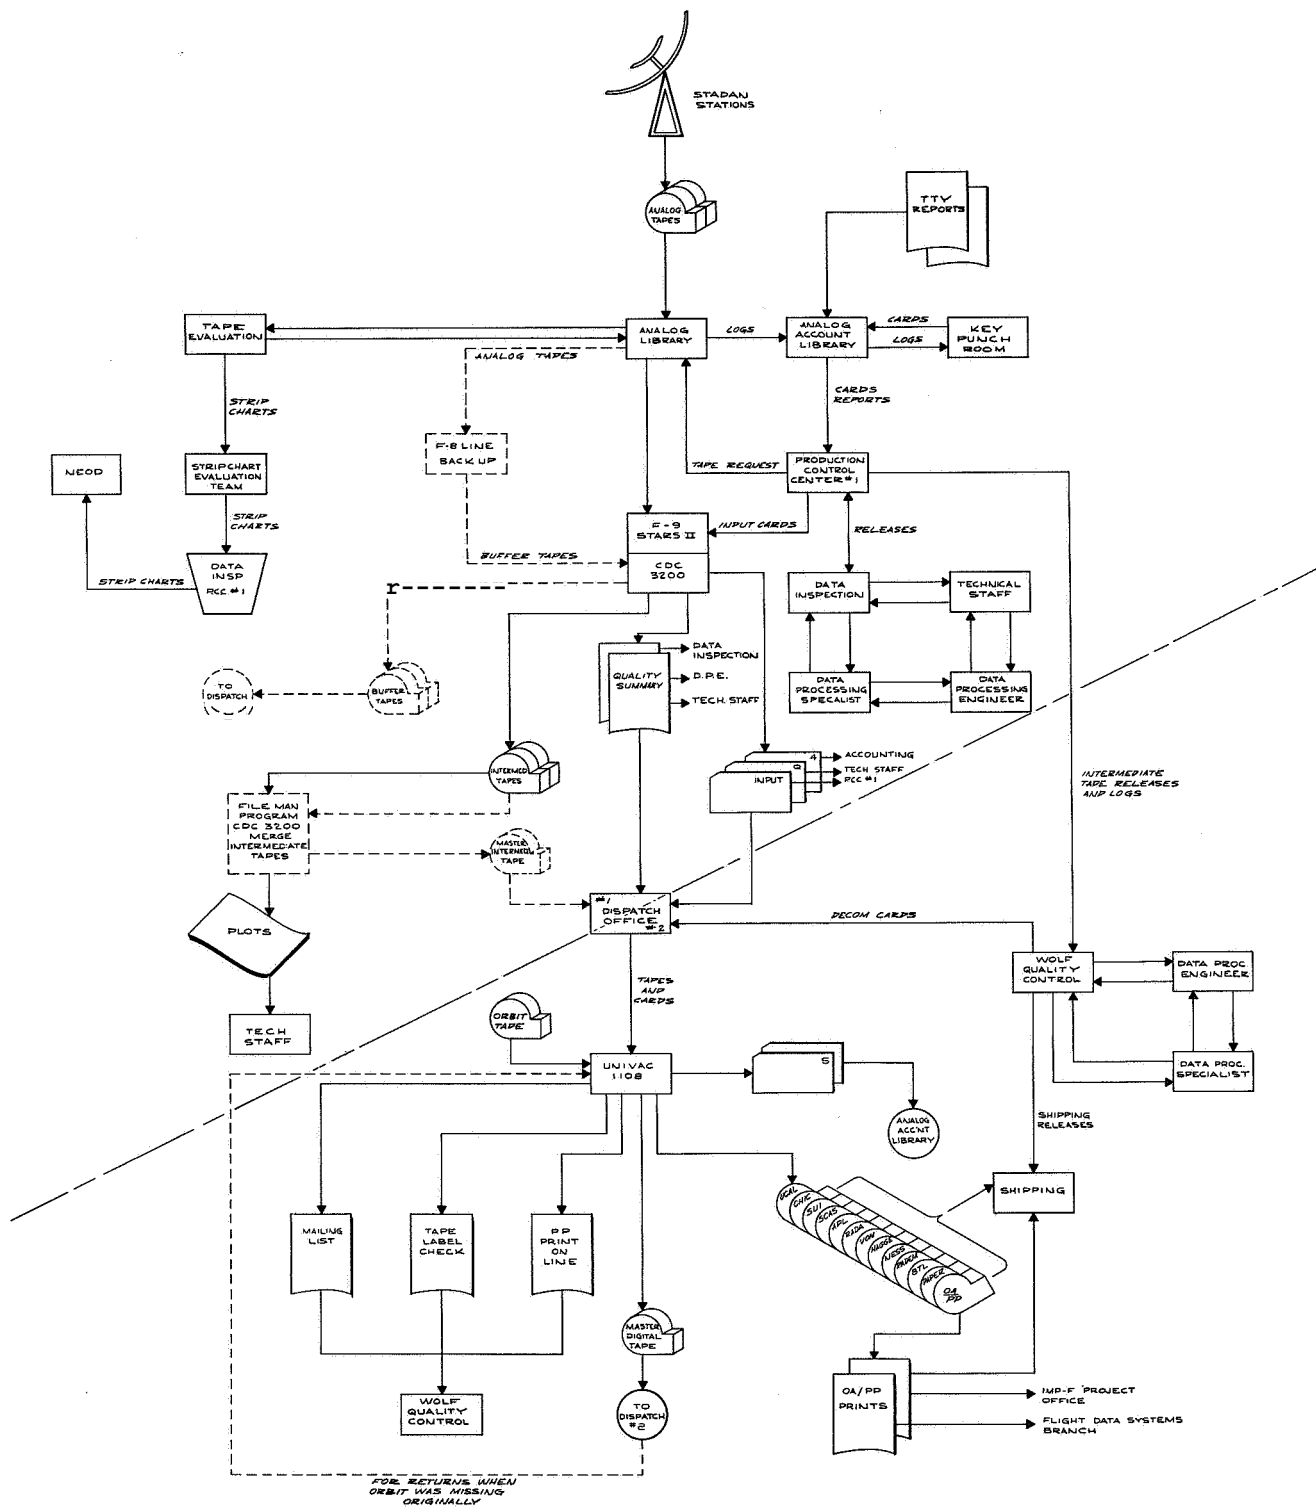 STADAN
STATIONS
ANALOG
TAPES
TTY
REPORTS
TAPE
EVALUATION
ANALOG
LIBRARY
LOGS
ANALOG
ACCOUNT
LIBRARY
CARDS
LOGS
KEY
PUNCH
ROOM
ANALOG TAPES
STRIP
CHARTS
CARDS
REPORTS
F-8 LINE
BACK UP
NEOD
STRIPCHART
EVALUATION
TEAM
TAPE REQUEST
PRODUCTION
CONTROL
CENTER #1
STRIP
CHARTS
F-9
STARS II
INPUT CARDS
RELEASES
BUFFER TAPES
CDC
3200
STRIP CHARTS
DATA
INSP
RCC #1
DATA
INSPECTION
TECHNICAL
STAFF
TO
DISPATCH
BUFFER
TAPES
QUALITY
SUMMARY
DATA
INSPECTION
D.P.E.
TECH. STAFF
DATA
PROCESSING
SPECALIST
DATA
PROCESSING
ENGINEER
INTERMED
TAPES
4
Q
INPUT
ACCOUNTING
TECH STAFF
RCC #1
INTERMEDIATE
TAPE RELEASES
AND LOGS
FILE MAN
PROGRAM
CDC 3200
MERGE
INTERMEDIATE
TAPES
MASTER
INTERMED
TAPE
#1
DISPATCH
OFFICE
#2
DECOM CARDS
PLOTS
WOLF
QUALITY
CONTROL
DATA PROC.
ENGINEER
TAPES
AND
CARDS
ORBIT
TAPE
TECH
STAFF
UNIVAC
1108
S
DATA PROC.
SPECIALIST
ANALOG
ACC'NT
LIBRARY
SHIPPING
RELEASES
SHIPPING
UCAL
CHIC
SUI
SCAS
APL
RADA
VON
HAGGE
NESS
PADEM
BTL
PAPER
OA
PP
MAILING
LIST
TAPE
LABEL
CHECK
PP
PRINT ON
LINE
MASTER
DIGITAL
TAPE
OA/PP
PRINTS
IMP-F PROJECT
OFFICE
FLIGHT DATA SYSTEMS
BRANCH
WOLF
QUALITY
CONTROL
TO
DISPATCH
#2
FOR RETURNS WHEN
ORBIT WAS MISSING
ORIGINALLY